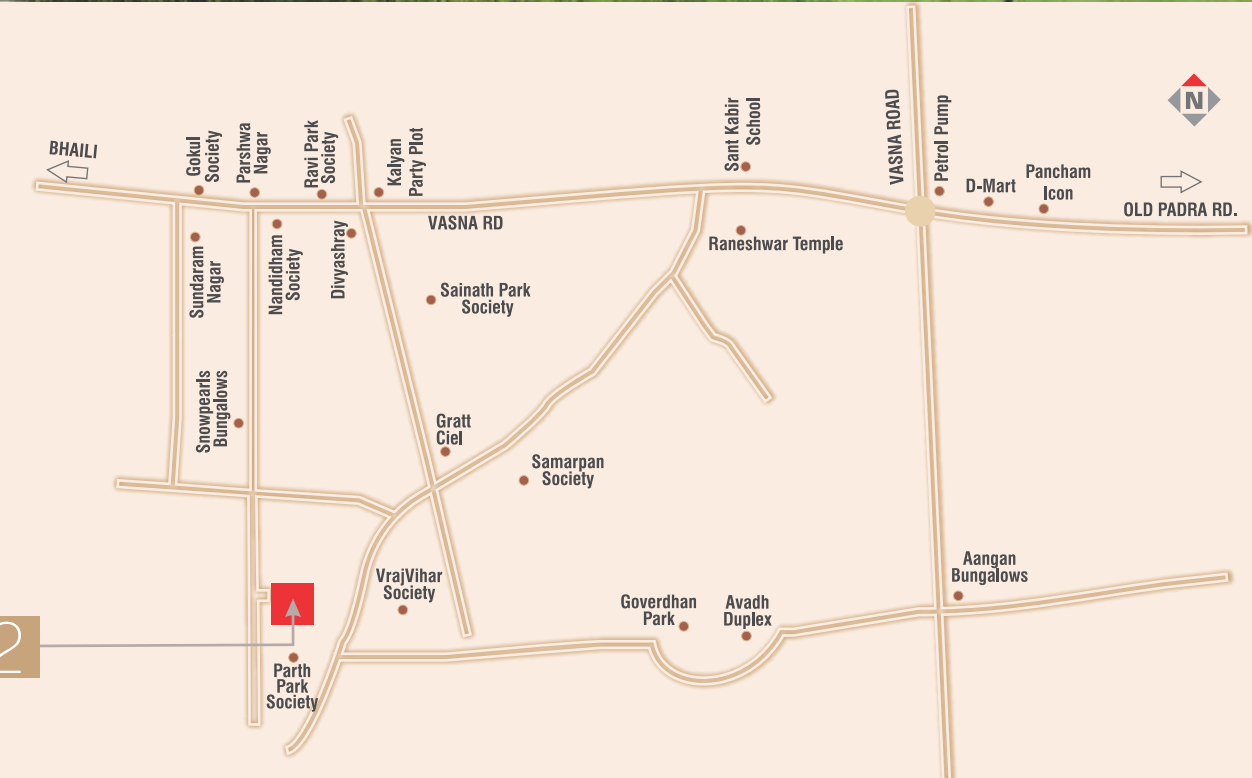 BHAILI
Gokul
Society
Parshwa
Nagar
Ravi Park
Society
Kalyan
Party Plot
Sant Kabir
School
VASNA ROAD
Petrol Pump
D-Mart
Pancham
Icon
N
OLD PADRA RD.
VASNA RD
Raneshwar Temple
Sundaram
Nagar
Nandidham
Society
Divyashray
Sainath Park
Society
Snowpearls
Bungalows
Gratt
Ciel
Samarpan
Society
VrajVihar
Society
Goverdhan
Park
Avadh
Duplex
Aangan
Bungalows
2
Parth
Park
Society